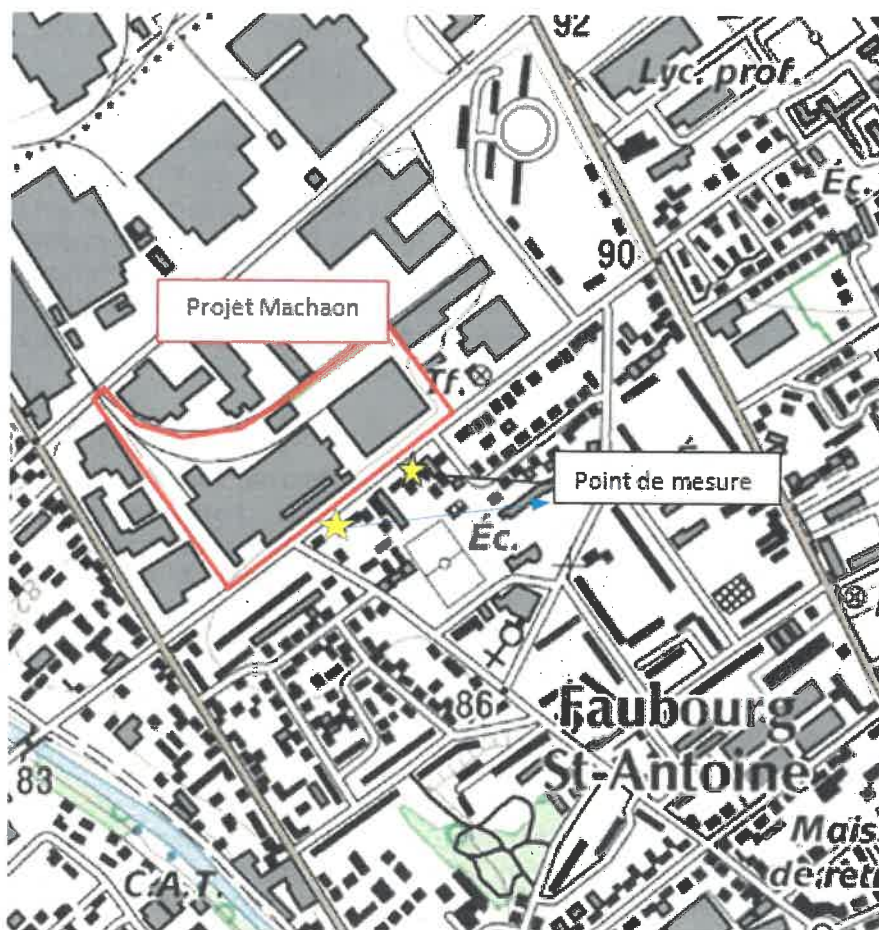 92
Lyc. prof.
Éc.
90
Projet Machaon
Tf.
Point de mesure
Éc.
86
Faubourg
St-Antoine
83
Mais.
de retr
C.A.T.